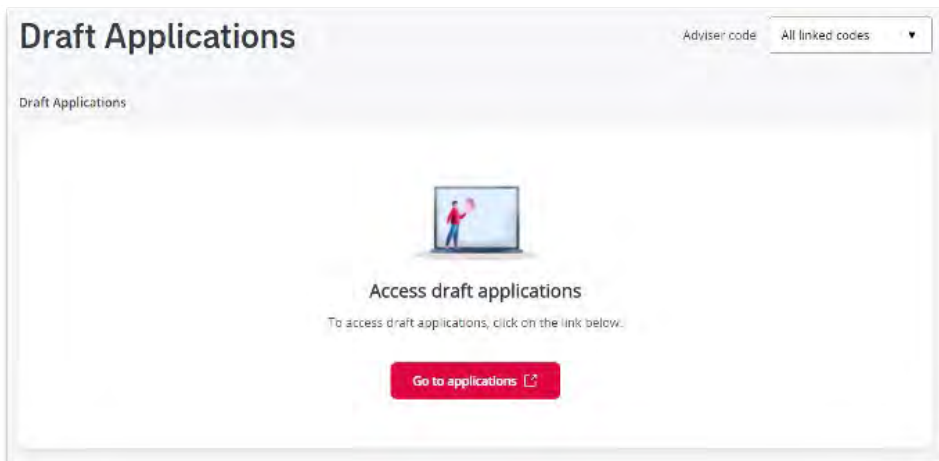 Draft Applications
Adviser code
All linked codes
Draft Applications
Access draft applications
To access draft applications, click on the link below.
Go to applications